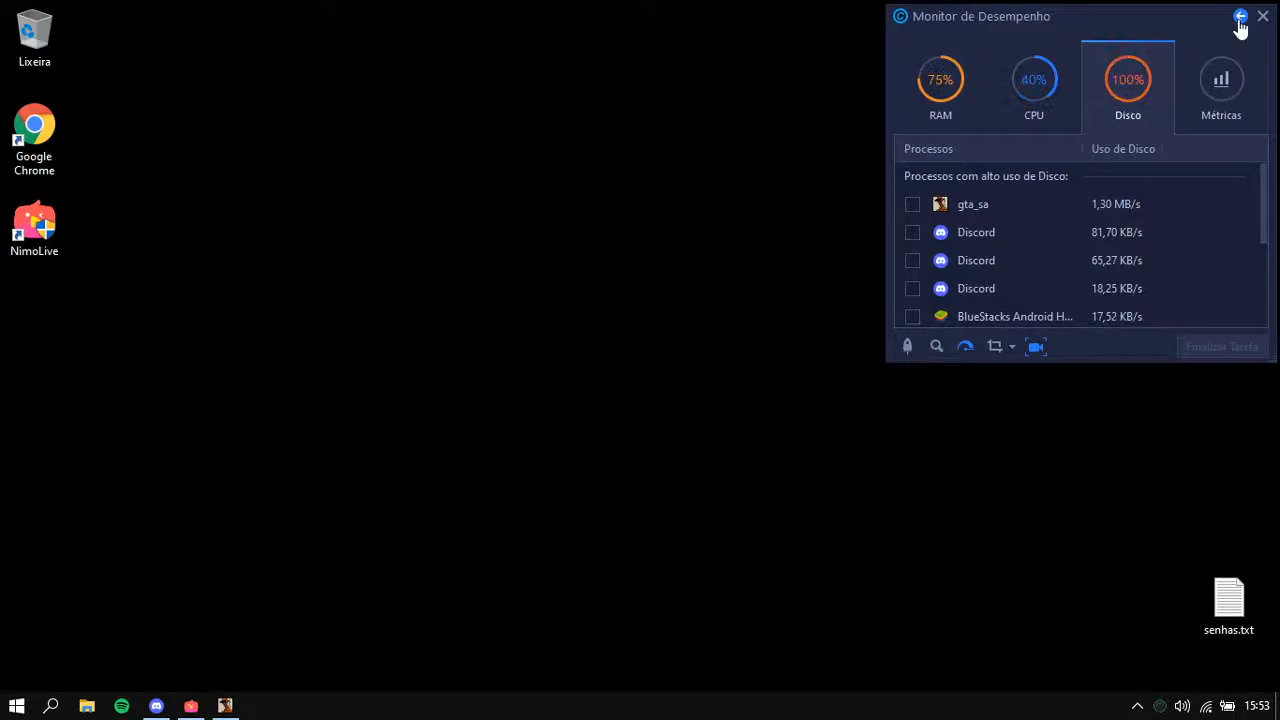 Lixeira
Google
Chrome
NimoLive
Monitor de Desempenho
75%
RAM
40%
CPU
100%
Disco
Métricas
Processos
Uso de Disco
Processos com alto uso de Disco:
gta_sa 1,30 MB/s
Discord 81,70 KB/s
Discord 65,27 KB/s
Discord 18,25 KB/s
BlueStacks Android H... 17,52 KB/s
Finalizar Tarefa
senhas.txt
15:53